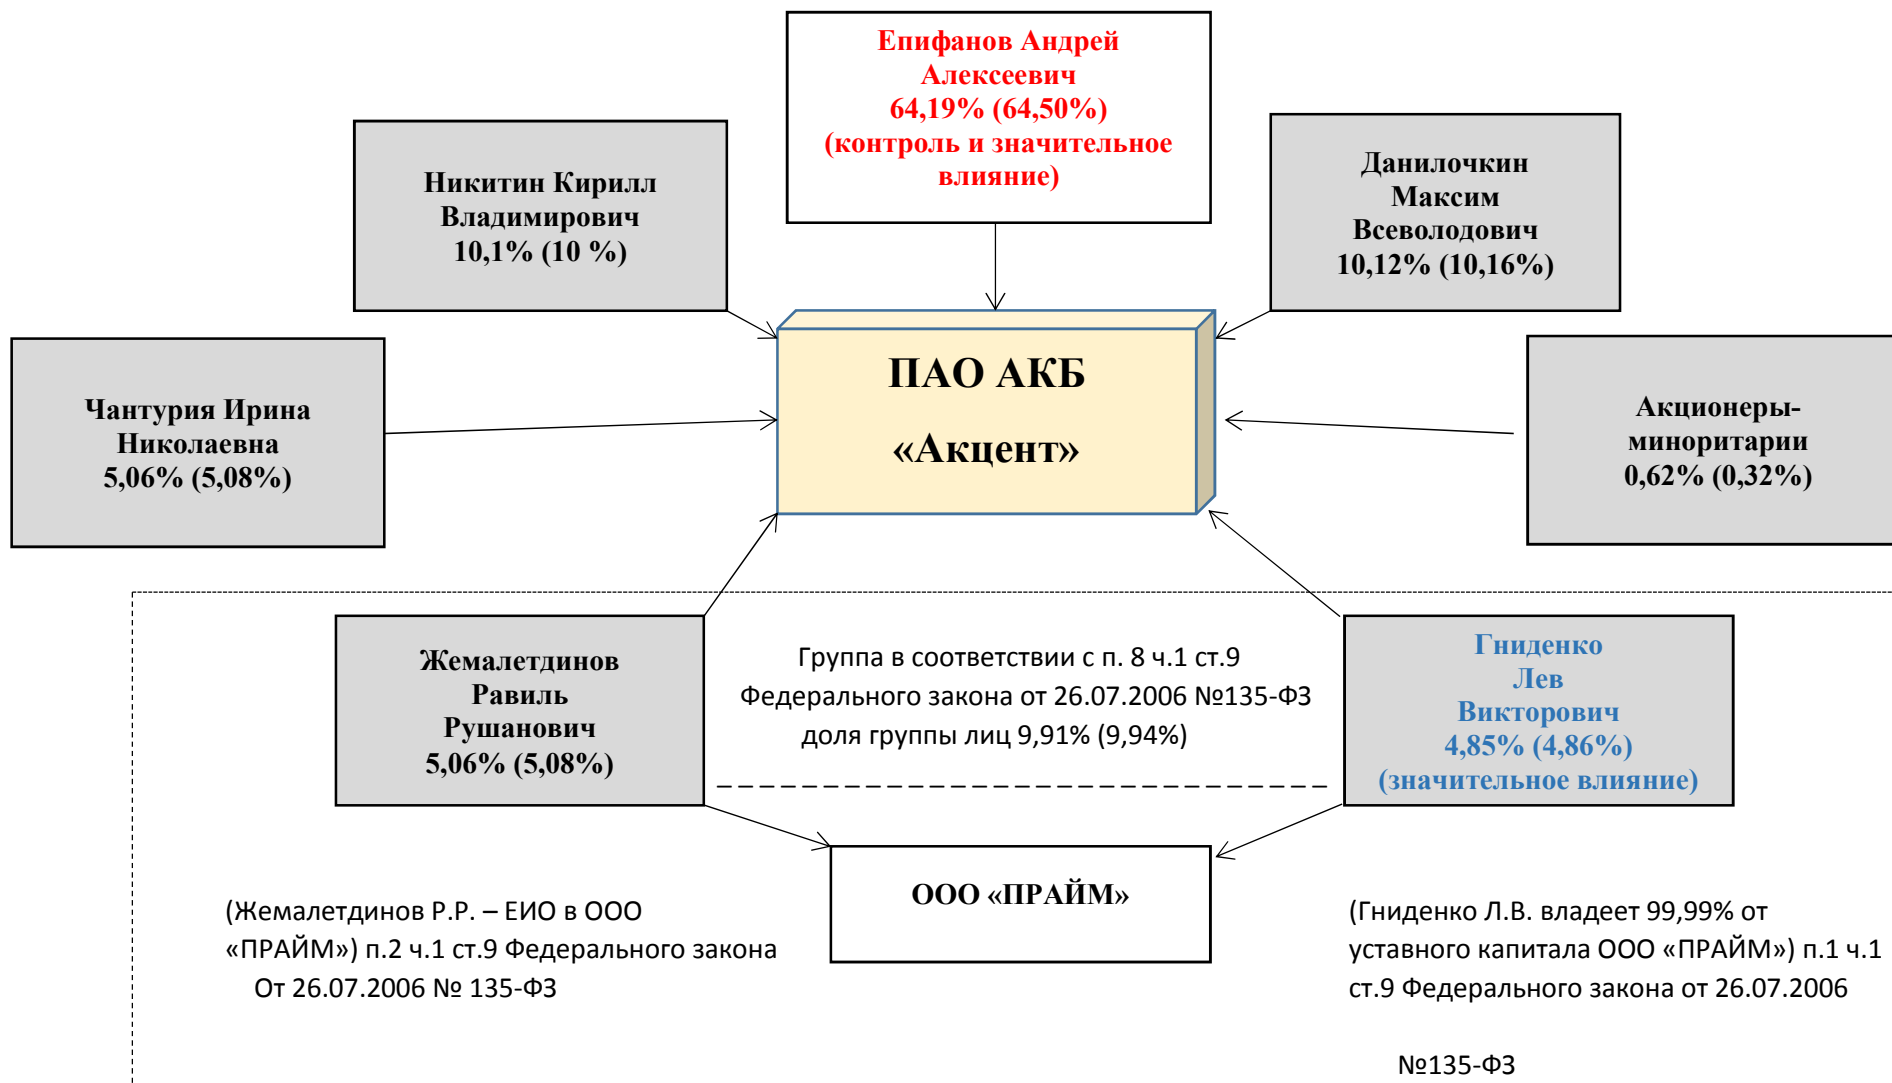 Епифанов Андрей
Алексеевич
64,19% (64,50%)
(контроль и значительное
влияние)
Никитин Кирилл
Владимирович
10,1% (10 %)
Данилочкин
Максим
Всеволодович
10,12% (10,16%)
Чантурия Ирина
Николаевна
5,06% (5,08%)
ПАО АКБ
«Акцент»
Акционеры-
миноритарии
0,62% (0,32%)
Жемалетдинов
Равиль
Рушанович
5,06% (5,08%)
Группа в соответствии с п. 8 ч.1 ст.9
Федерального закона от 26.07.2006 №135-ФЗ
доля группы лиц 9,91% (9,94%)
Гниденко
Лев
Викторович
4,85% (4,86%)
(значительное влияние)
ООО «ПРАЙМ»
(Жемалетдинов Р.Р. – ЕИО в ООО
«ПРАЙМ») п.2 ч.1 ст.9 Федерального закона
От 26.07.2006 № 135-ФЗ
(Гниденко Л.В. владеет 99,99% от
уставного капитала ООО «ПРАЙМ») п.1 ч.1
ст.9 Федерального закона от 26.07.2006
№135-ФЗ